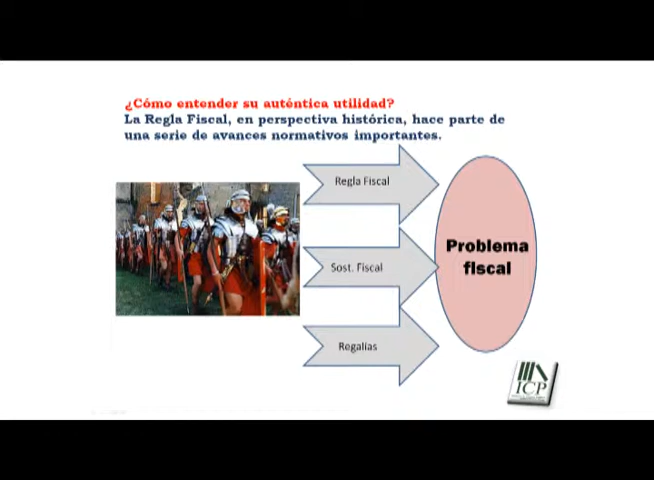 ¿Cómo entender su auténtica utilidad?
La Regla Fiscal, en perspectiva histórica, hace parte de
una serie de avances normativos importantes.
Regla Fiscal
Sost. Fiscal
Regalías
Problema
fiscal
ICP